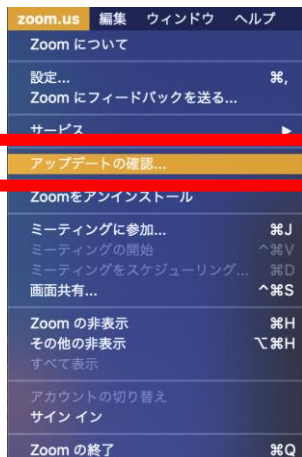 zoom.us 編集 ウィンドウ ヘルプ
Zoom について
設定... ⌘,
Zoom にフィードバックを送る...
サービス ▶
アップデートの確認...
Zoomをアンインストール
ミーティングに参加... ⌘J
ミーティングの開始 ^⌘V
ミーティングをスケジューリング... ⌘D
画面共有... ^⌘S
Zoom の非表示 ⌘H
その他の非表示 ⌥⌘H
すべて表示
アカウントの切り替え
サイン イン
Zoom の終了 ⌘Q